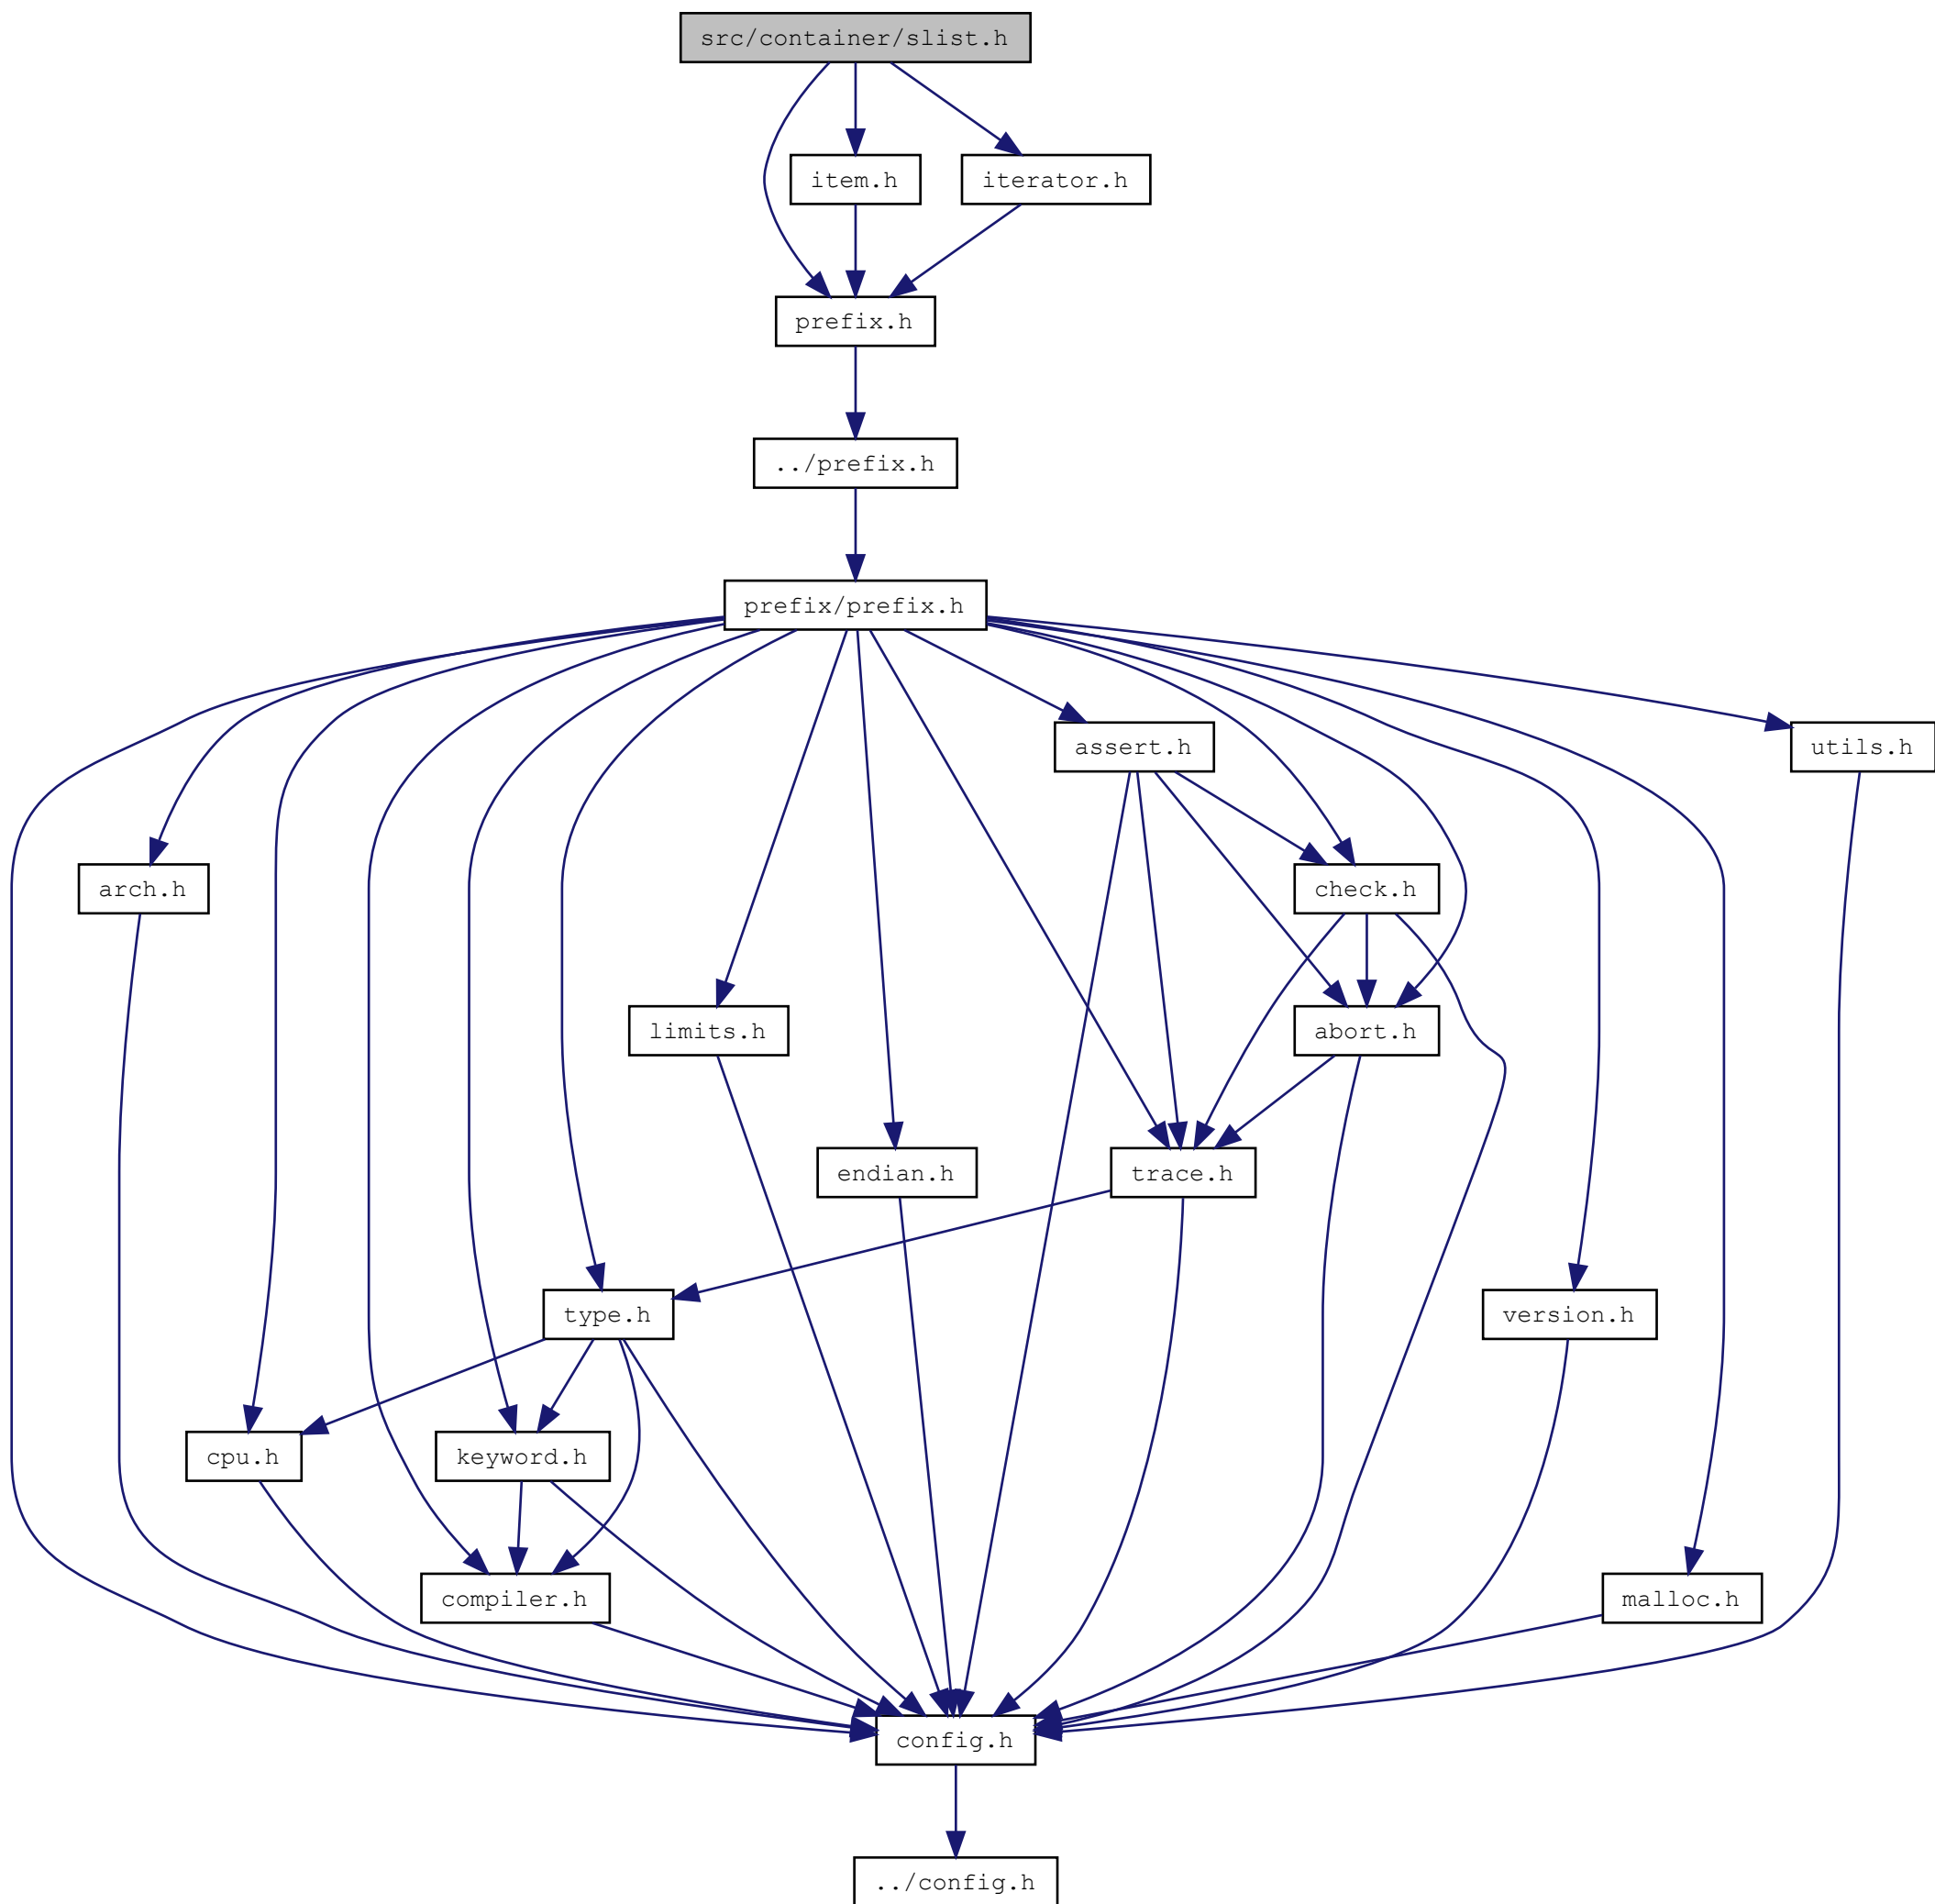 src/container/slist.h
item.h
iterator.h
prefix.h
../prefix.h
prefix/prefix.h
assert.h
utils.h
arch.h
check.h
limits.h
abort.h
endian.h
trace.h
type.h
version.h
cpu.h
keyword.h
compiler.h
malloc.h
config.h
../config.h